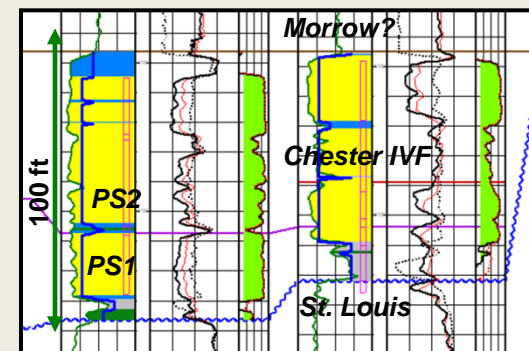 Morrow?
100 ft
Chester IVF
PS2
PS1
St. Louis